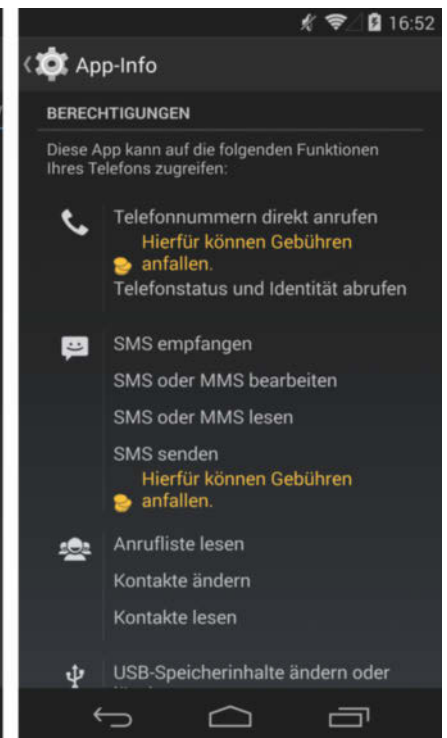 16:52
App-Info
BERECHTIGUNGEN
Diese App kann auf die folgenden Funktionen
Ihres Telefons zugreifen:
Telefonnummern direkt anrufen
Hierfür können Gebühren
anfallen.
Telefonstatus und Identität abrufen
SMS empfangen
SMS oder MMS bearbeiten
SMS oder MMS lesen
SMS senden
Hierfür können Gebühren
anfallen.
Anrufliste lesen
Kontakte ändern
Kontakte lesen
USB-Speicherinhalte ändern oder